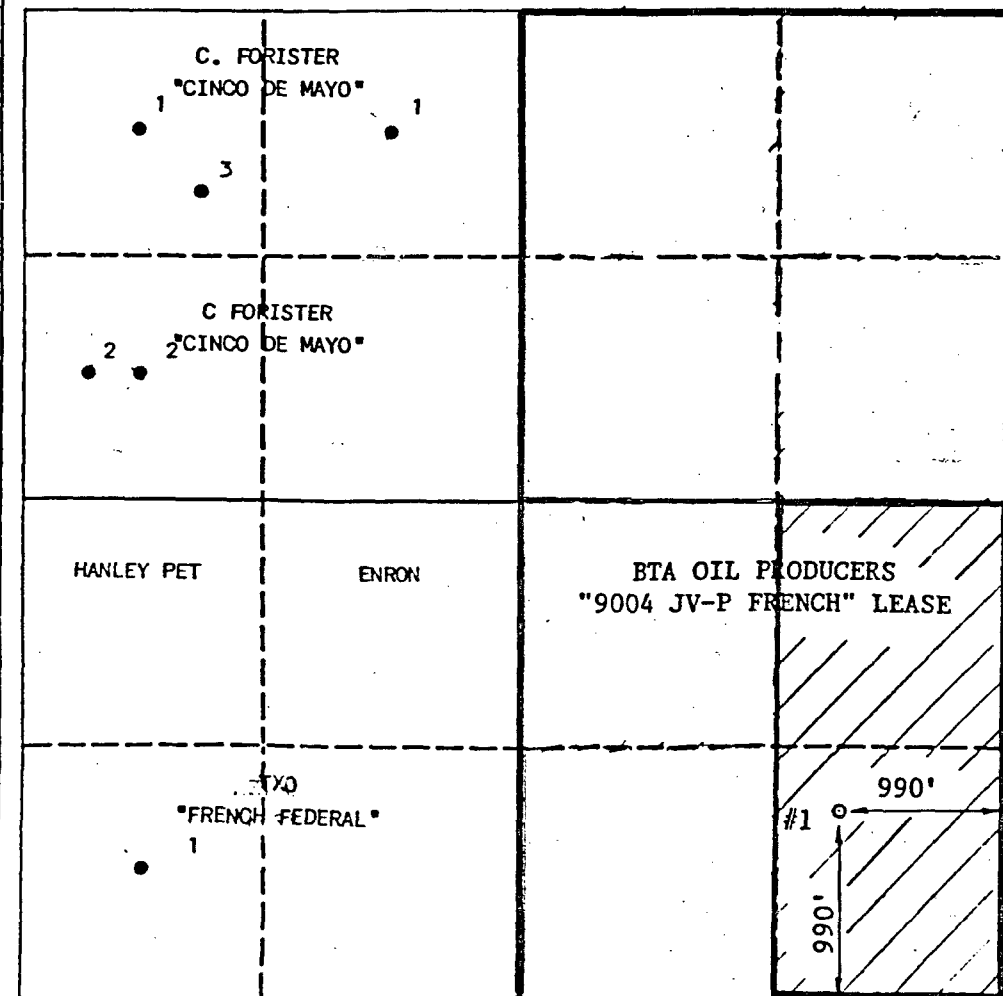 C. FORISTER
"CINCO DE MAYO"
1
1
3
C FORISTER
"CINCO DE MAYO"
2
2
HANLEY PET
ENRON
BTA OIL PRODUCERS
"9004 JV-P FRENCH" LEASE
TXO
"FRENCH FEDERAL"
1
990'
#1
990'